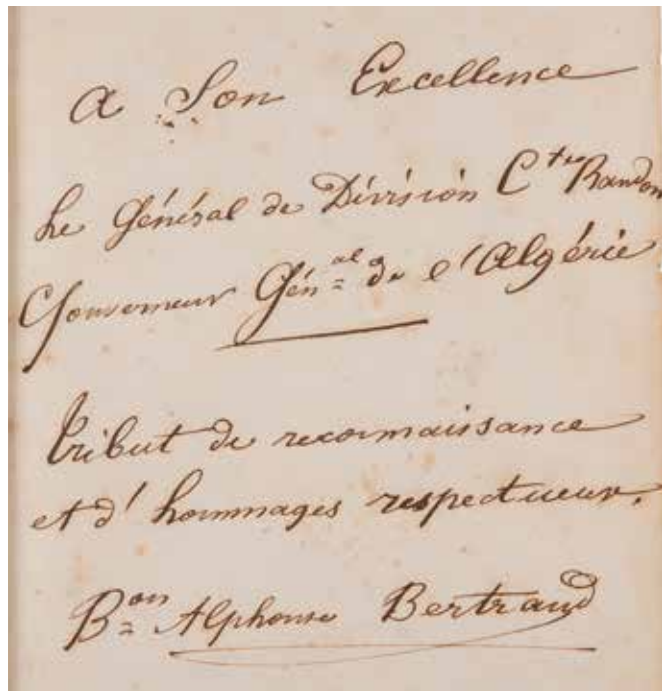 A Son Excellence
Le Général de Division Cte Randon
Gouverneur Génal de l'Algérie
Tribut de reconnaissance
et d'hommages respectueux.
Bon Alphonse Bertrand